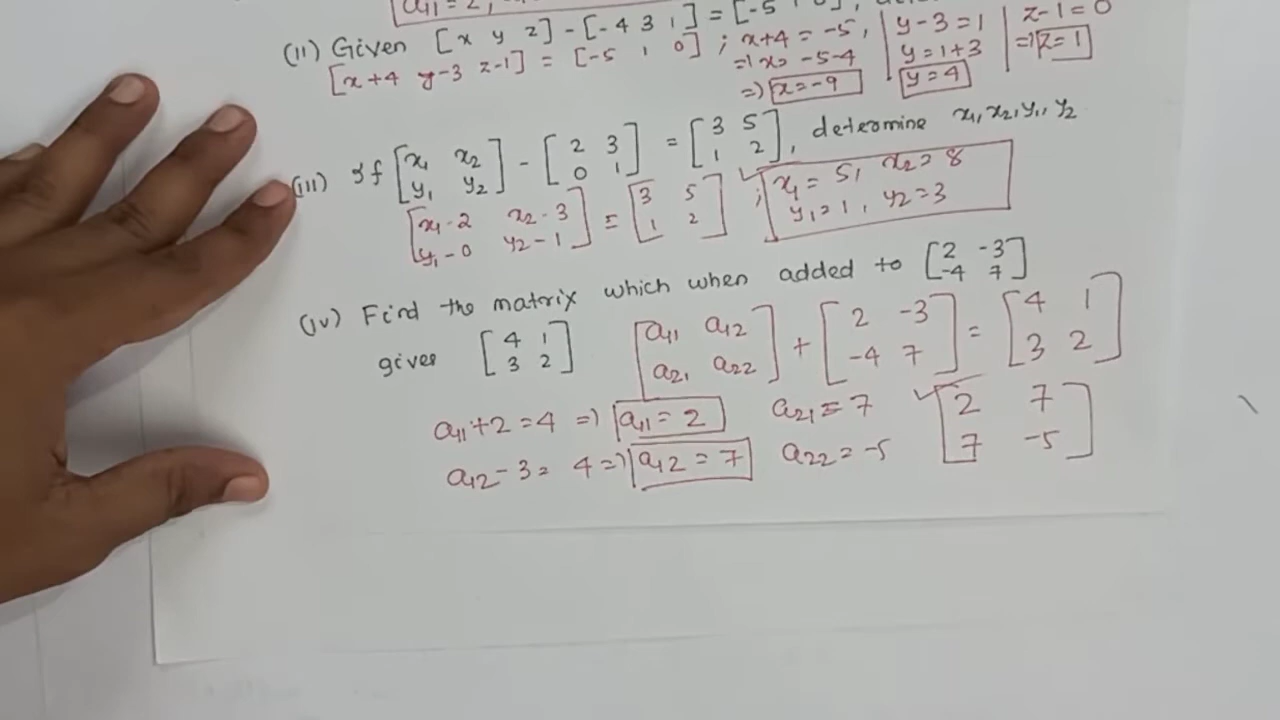 a₁₁ = 2,
(ii) Given [x y z] - [-4 3 1] = [-5 1 0],
[x+4 y-3 z-1] = [-5 1 0] ; x+4 = -5, | y-3 = 1 | z-1 = 0
=) x = -5-4 | y = 1+3 | =) z = 1
=) x = -9 | y = 4
(iii) If [x₁ x₂ ; y₁ y₂] - [2 3 ; 0 1] = [3 5 ; 1 2], determine x₁, x₂, y₁, y₂
[x₁-2 x₂-3 ; y₁-0 y₂-1] = [3 5 ; 1 2] ; x₁ = 5, x₂ = 8
y₁ = 1, y₂ = 3
(iv) Find the matrix which when added to [2 -3 ; -4 7]
gives [4 1 ; 3 2] [a₁₁ a₁₂ ; a₂₁ a₂₂] + [2 -3 ; -4 7] = [4 1 ; 3 2]
a₁₁+2 = 4 =) a₁₁ = 2 a₂₁ = 7 ✓ [2 7 ; 7 -5]
a₁₂-3 = 4 =) a₁₂ = 7 a₂₂ = -5